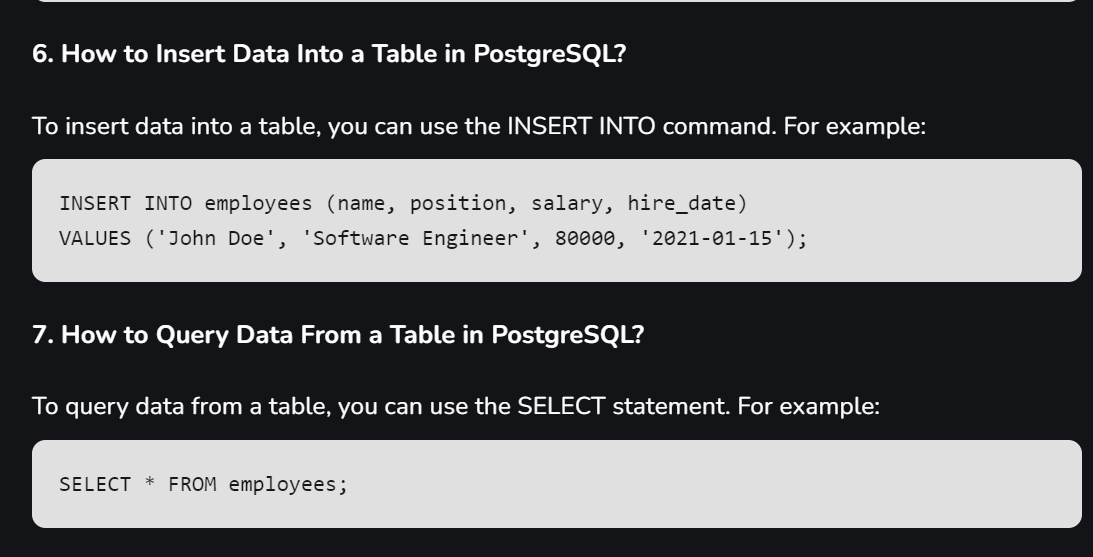 6. How to Insert Data Into a Table in PostgreSQL?
To insert data into a table, you can use the INSERT INTO command. For example:
INSERT INTO employees (name, position, salary, hire_date)
VALUES ('John Doe', 'Software Engineer', 80000, '2021-01-15');
7. How to Query Data From a Table in PostgreSQL?
To query data from a table, you can use the SELECT statement. For example:
SELECT * FROM employees;